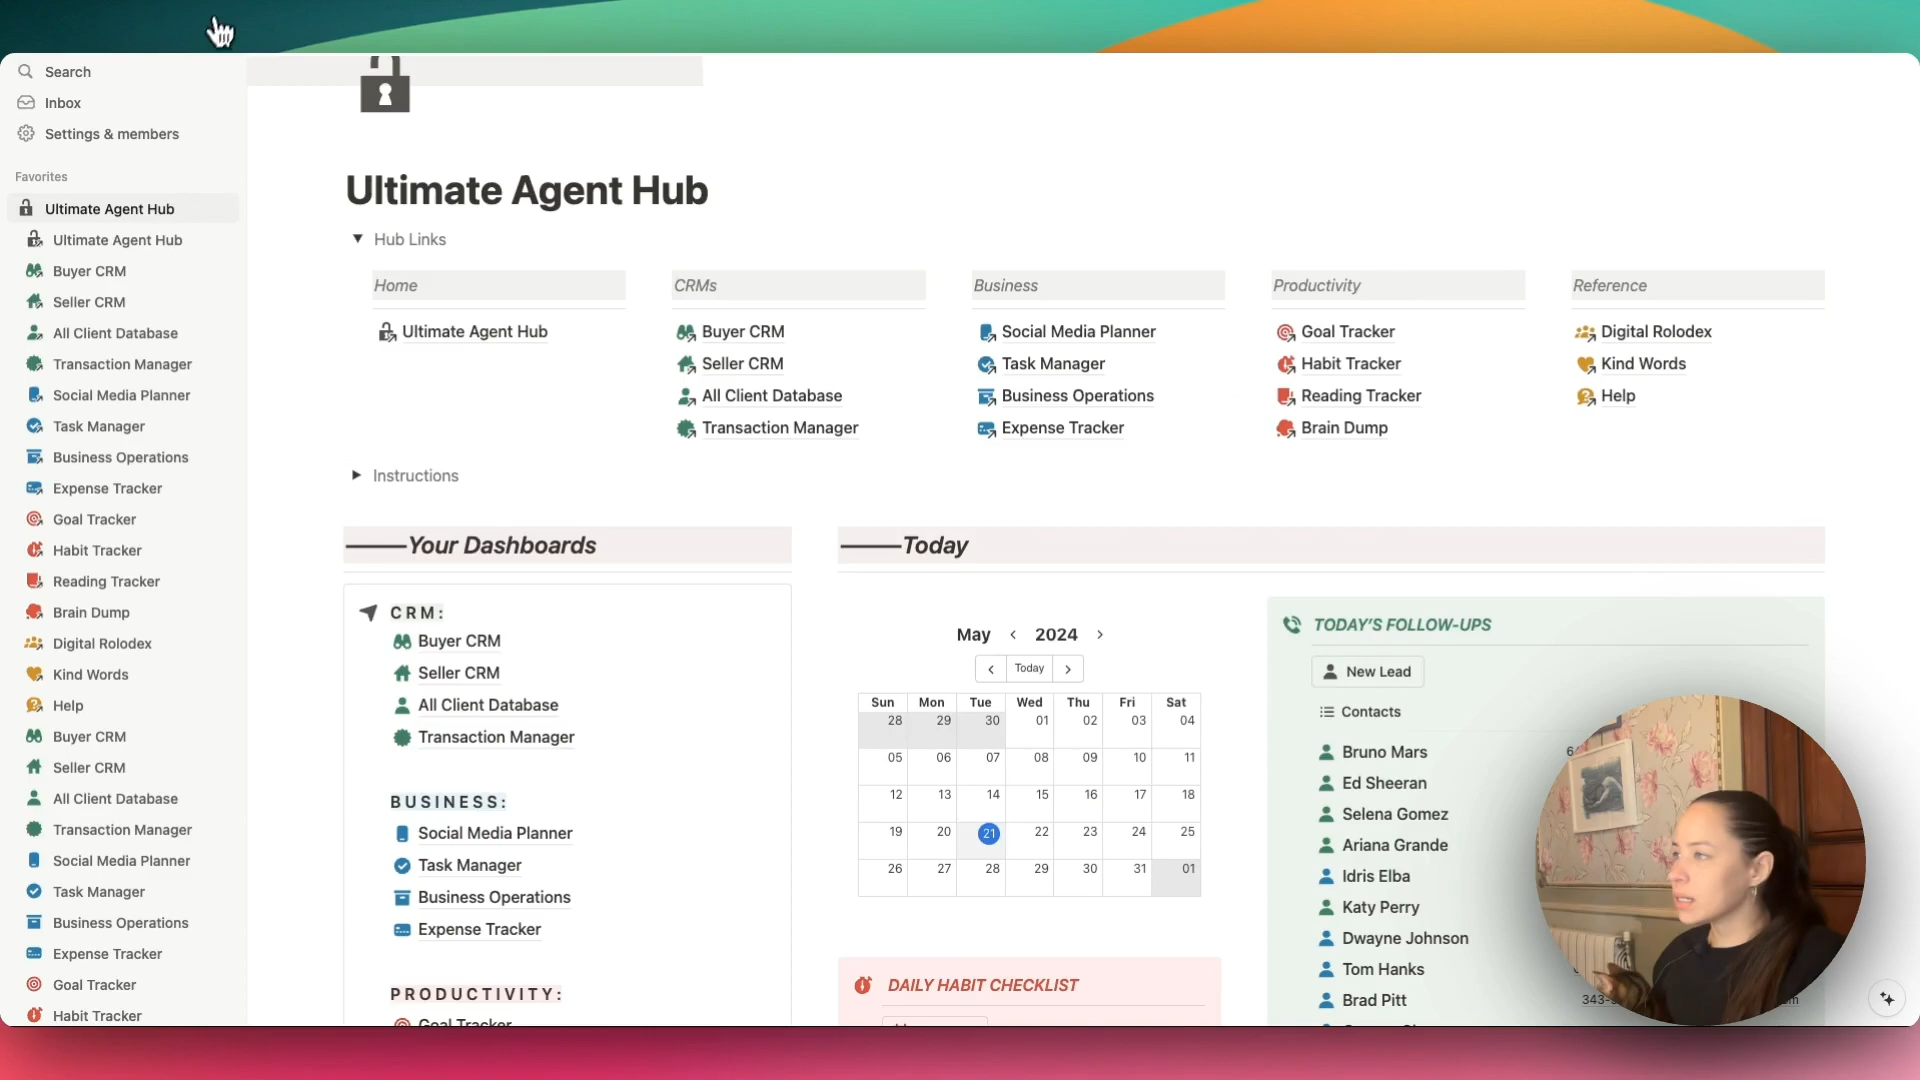 Search
Inbox
Settings & members
Favorites
Ultimate Agent Hub
Ultimate Agent Hub
Buyer CRM
Seller CRM
All Client Database
Transaction Manager
Social Media Planner
Task Manager
Business Operations
Expense Tracker
Goal Tracker
Habit Tracker
Reading Tracker
Brain Dump
Digital Rolodex
Kind Words
Help
Buyer CRM
Seller CRM
All Client Database
Transaction Manager
Social Media Planner
Task Manager
Business Operations
Expense Tracker
Goal Tracker
Habit Tracker
Ultimate Agent Hub
Hub Links
Home
Ultimate Agent Hub
CRMs
Buyer CRM
Seller CRM
All Client Database
Transaction Manager
Business
Social Media Planner
Task Manager
Business Operations
Expense Tracker
Productivity
Goal Tracker
Habit Tracker
Reading Tracker
Brain Dump
Reference
Digital Rolodex
Kind Words
Help
Instructions
———Your Dashboards
CRM:
Buyer CRM
Seller CRM
All Client Database
Transaction Manager
BUSINESS:
Social Media Planner
Task Manager
Business Operations
Expense Tracker
PRODUCTIVITY:
Goal Tracker
———Today
May 2024
Today
Sun Mon Tue Wed Thu Fri Sat
28 29 30 01 02 03 04
05 06 07 08 09 10 11
12 13 14 15 16 17 18
19 20 21 22 23 24 25
26 27 28 29 30 31 01
DAILY HABIT CHECKLIST
TODAY'S FOLLOW-UPS
New Lead
Contacts
Bruno Mars
Ed Sheeran
Selena Gomez
Ariana Grande
Idris Elba
Katy Perry
Dwayne Johnson
Tom Hanks
Brad Pitt